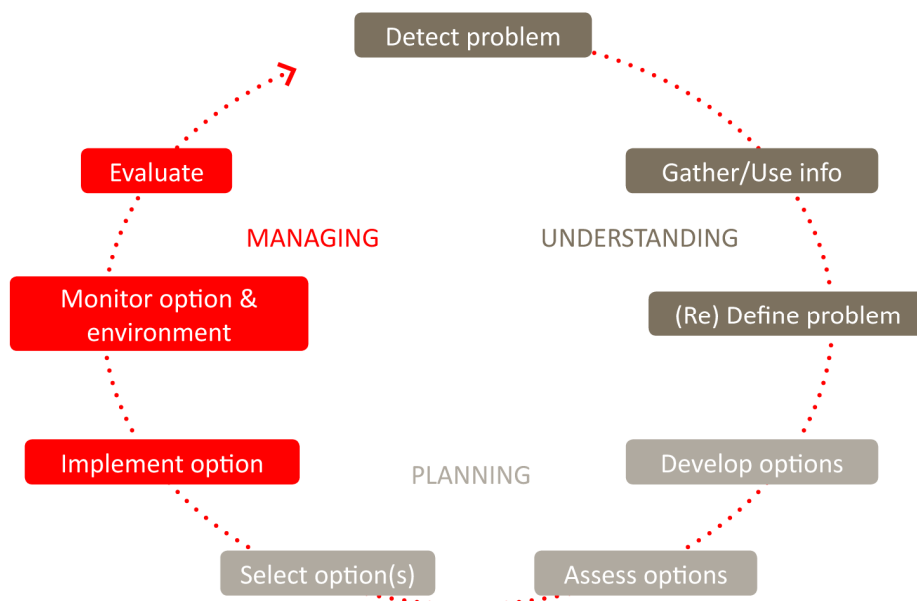 Detect problem
Evaluate
Gather/Use info
MANAGING
UNDERSTANDING
Monitor option &
environment
(Re) Define problem
Implement option
PLANNING
Develop options
Select option(s)
Assess options